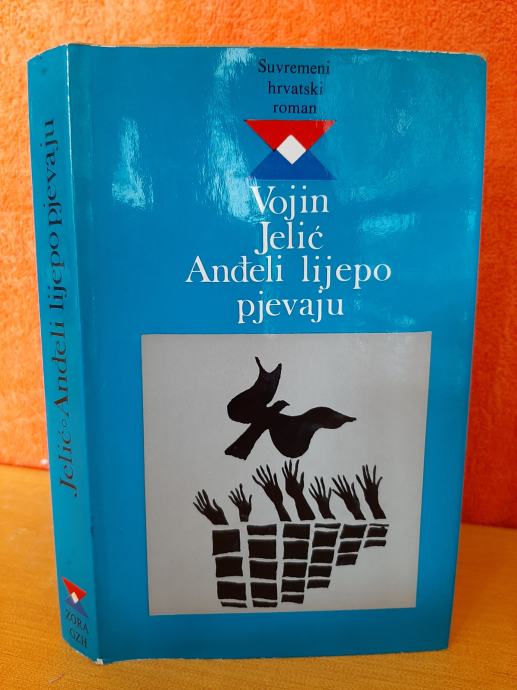 Suvremeni
hrvatski
roman
Vojin
Jelić
Anđeli lijepo
pjevaju
Jelić◦Anđeli lijepo pjevaju
ZORA
GZH